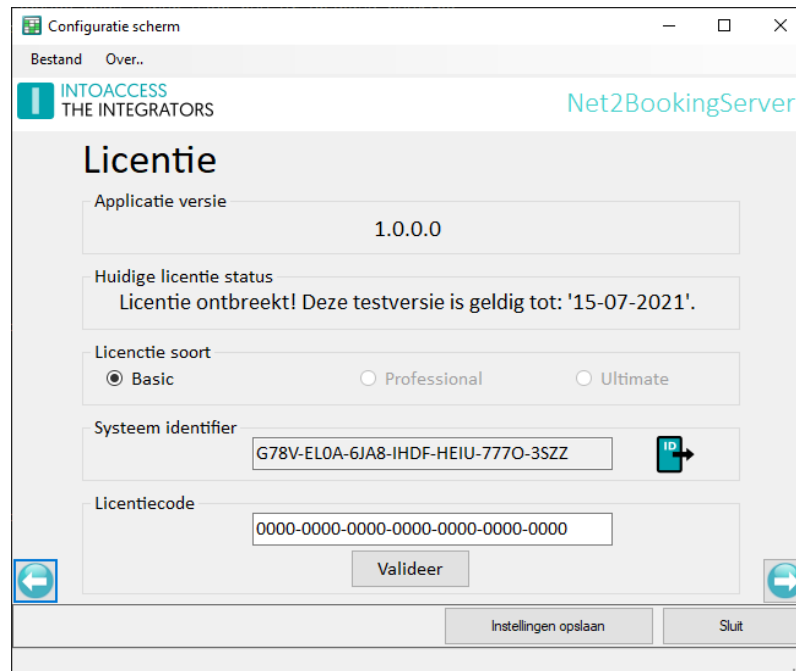 Configuratie scherm
Bestand Over..
INTOACCESS
THE INTEGRATORS
Net2BookingServer
Licentie
Applicatie versie
1.0.0.0
Huidige licentie status
Licentie ontbreekt! Deze testversie is geldig tot: '15-07-2021'.
Licenctie soort
Basic Professional Ultimate
Systeem identifier
G78V-EL0A-6JA8-IHDF-HEIU-777O-3SZZ
ID
Licentiecode
0000-0000-0000-0000-0000-0000-0000
Valideer
Instellingen opslaan Sluit